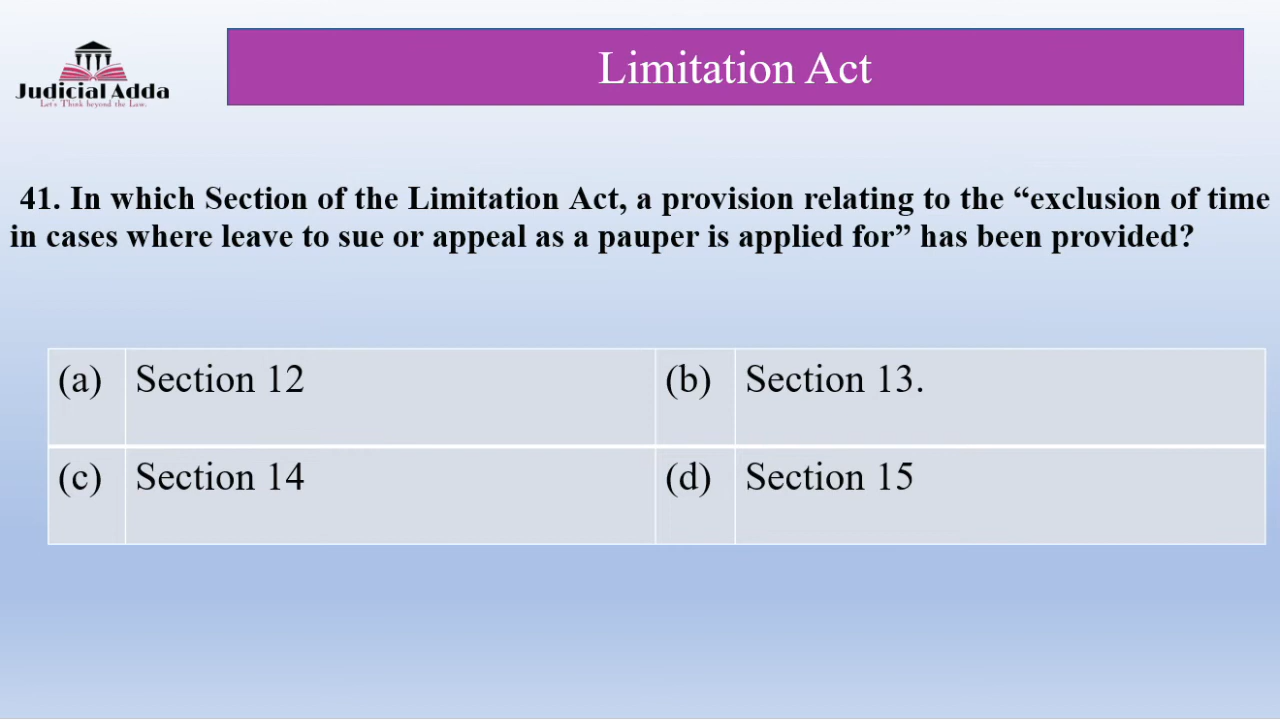 Judicial Adda
Let's Think beyond the Law.
Limitation Act
41. In which Section of the Limitation Act, a provision relating to the “exclusion of time
in cases where leave to sue or appeal as a pauper is applied for” has been provided?
(a) Section 12 (b) Section 13.
(c) Section 14 (d) Section 15